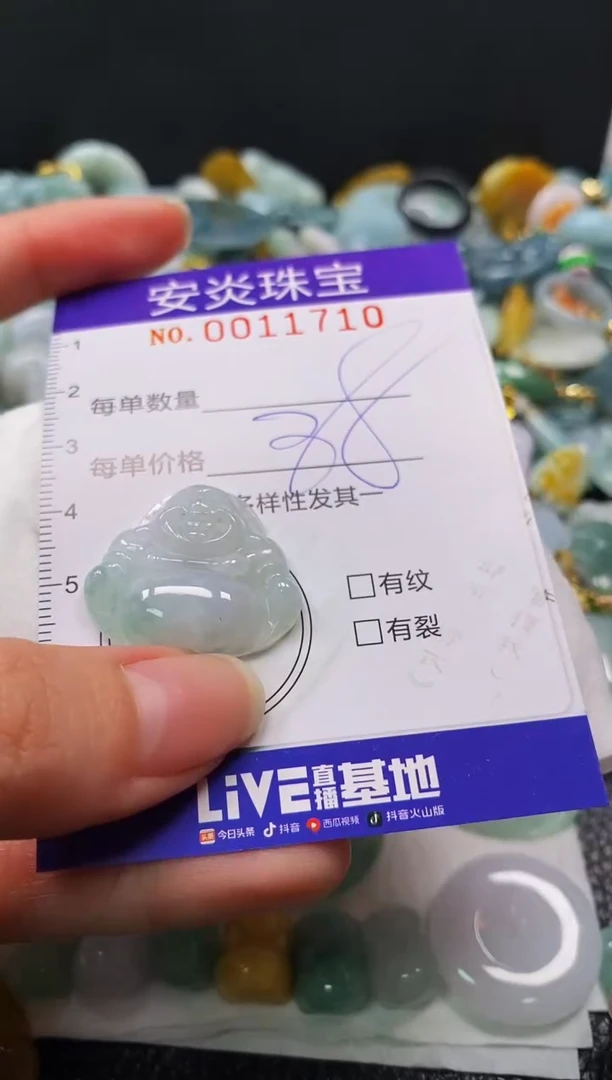 安炎珠宝
NO. 0011710
1
2
每单数量
38
3
每单价格
4
多样性发其一
5
有纹
有裂
LiVE直播基地
头条 今日头条 抖音 西瓜视频 抖音火山版